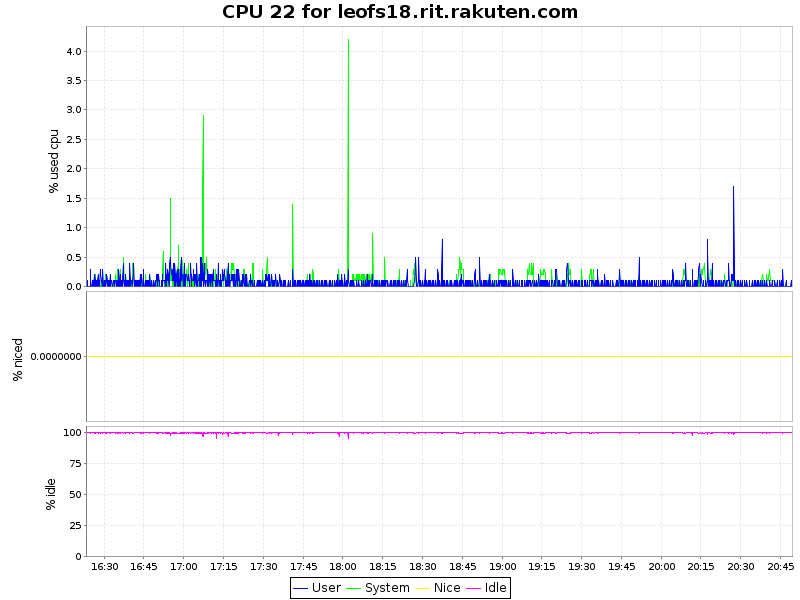 CPU 22 for leofs18.rit.rakuten.com
% used cpu
4.0
3.5
3.0
2.5
2.0
1.5
1.0
0.5
0.0
% niced
0.0000000
% idle
100
75
50
25
0
16:30 16:45 17:00 17:15 17:30 17:45 18:00 18:15 18:30 18:45 19:00 19:15 19:30 19:45 20:00 20:15 20:30 20:45
User System Nice Idle